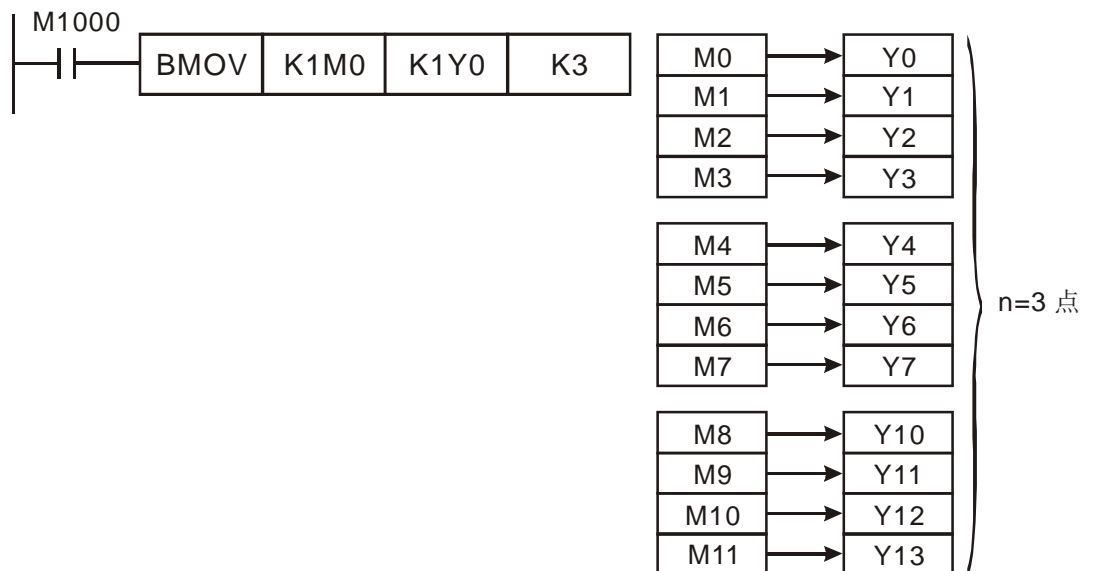 M1000
BMOV K1M0 K1Y0 K3
M0 Y0
M1 Y1
M2 Y2
M3 Y3
M4 Y4
M5 Y5
M6 Y6
M7 Y7
n=3 点
M8 Y10
M9 Y11
M10 Y12
M11 Y13